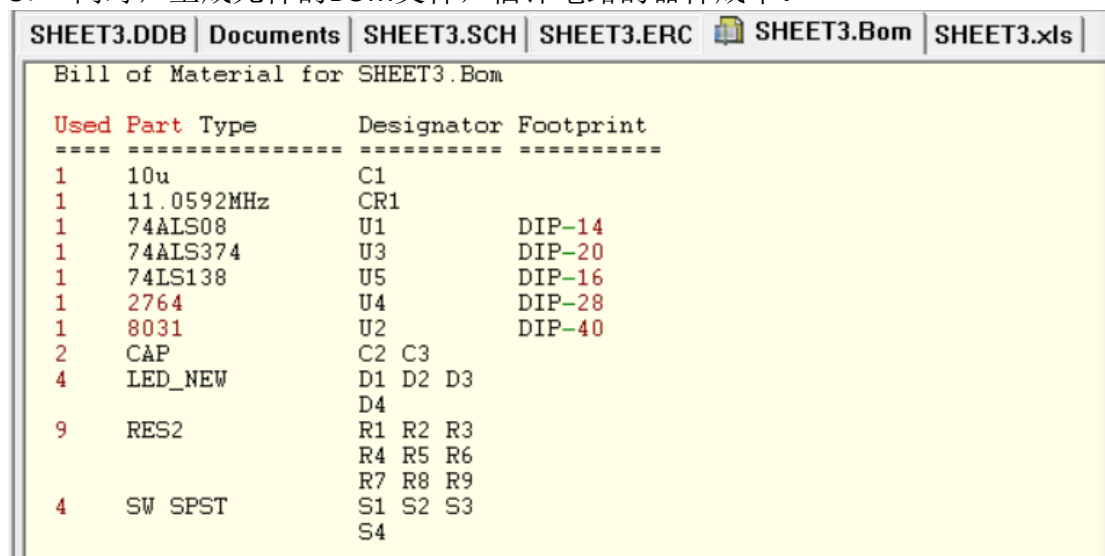 SHEET3.DDB Documents SHEET3.SCH SHEET3.ERC SHEET3.Bom SHEET3.xls
Bill of Material for SHEET3.Bom
Used Part Type Designator Footprint
==== =============== ========== ==========
1 10u C1
1 11.0592MHz CR1
1 74ALS08 U1 DIP-14
1 74ALS374 U3 DIP-20
1 74LS138 U5 DIP-16
1 2764 U4 DIP-28
1 8031 U2 DIP-40
2 CAP C2 C3
4 LED_NEW D1 D2 D3
D4
9 RES2 R1 R2 R3
R4 R5 R6
R7 R8 R9
4 SW SPST S1 S2 S3
S4